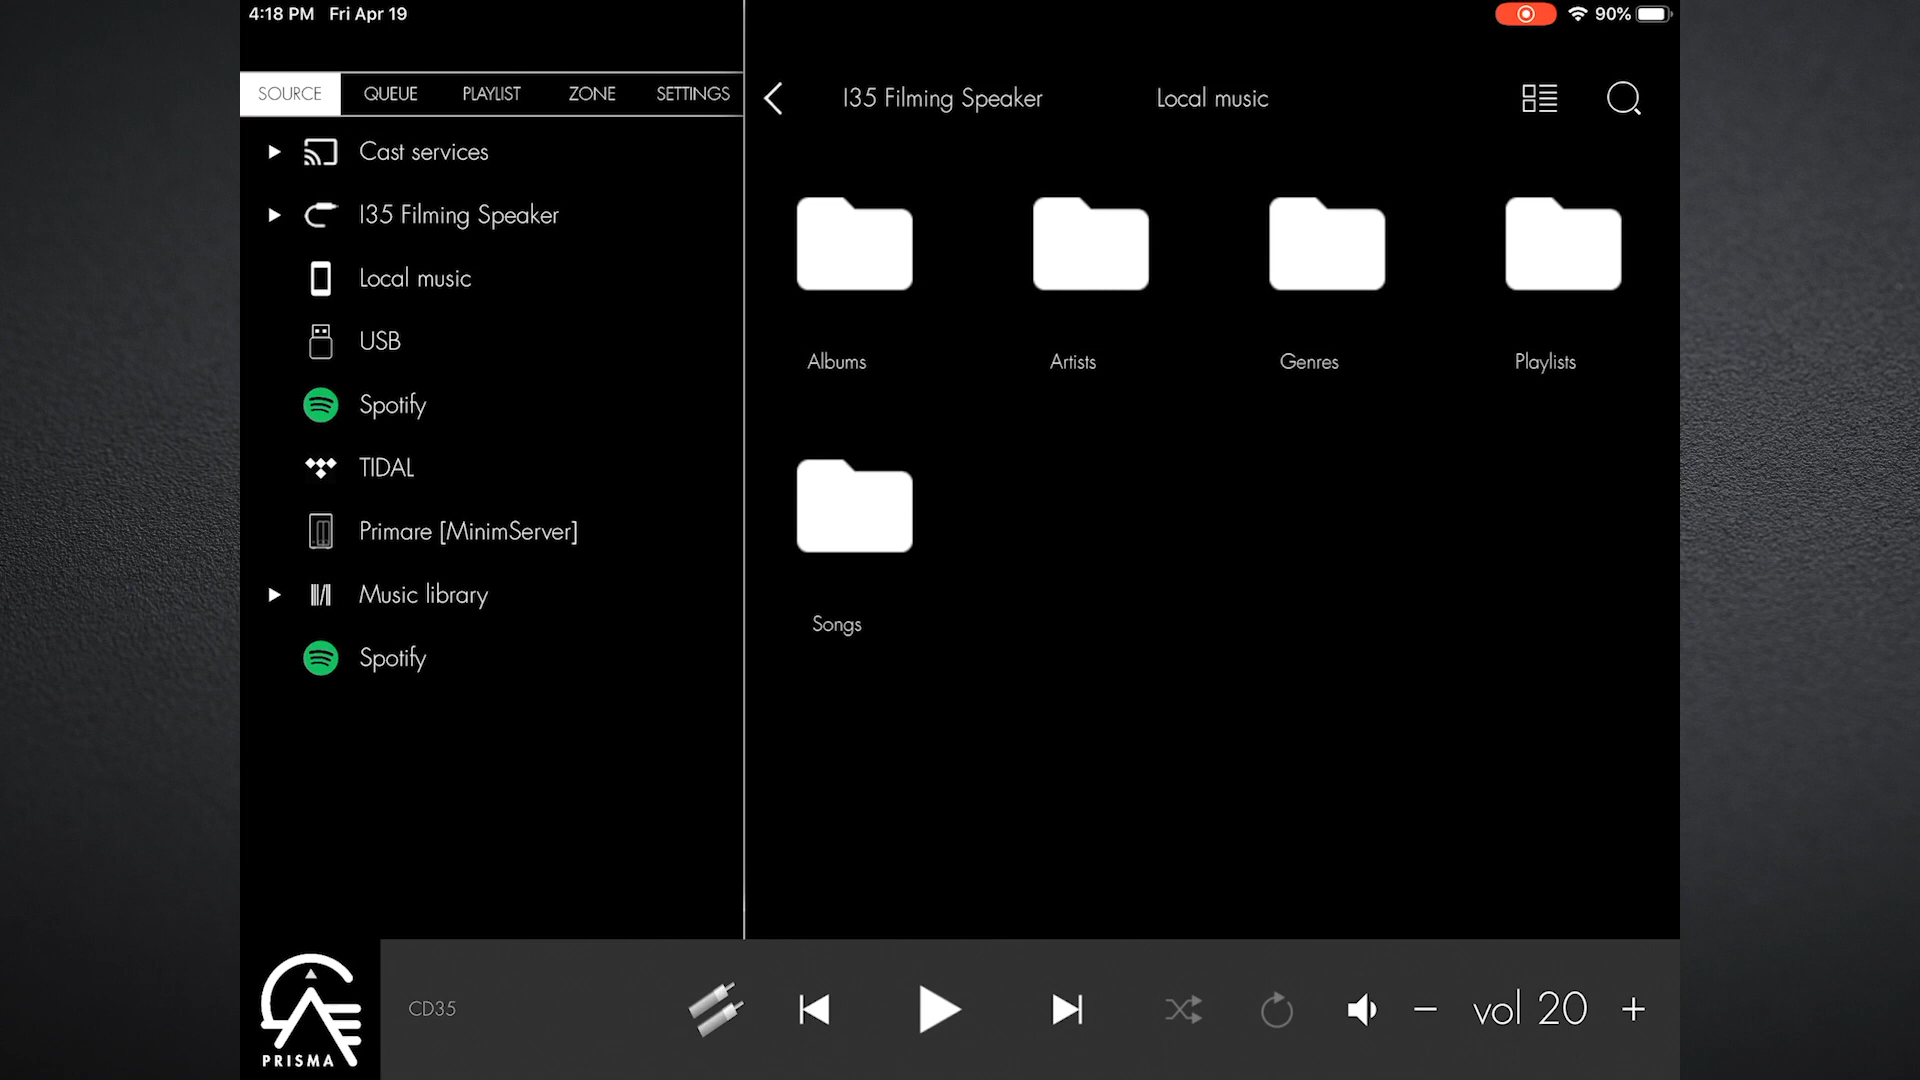 4:18 PM Fri Apr 19
90%
SOURCE QUEUE PLAYLIST ZONE SETTINGS
Cast services
I35 Filming Speaker
Local music
USB
Spotify
TIDAL
Primare [MinimServer]
Music library
Spotify
I35 Filming Speaker Local music
Albums Artists Genres Playlists
Songs
PRISMA
CD35
vol 20